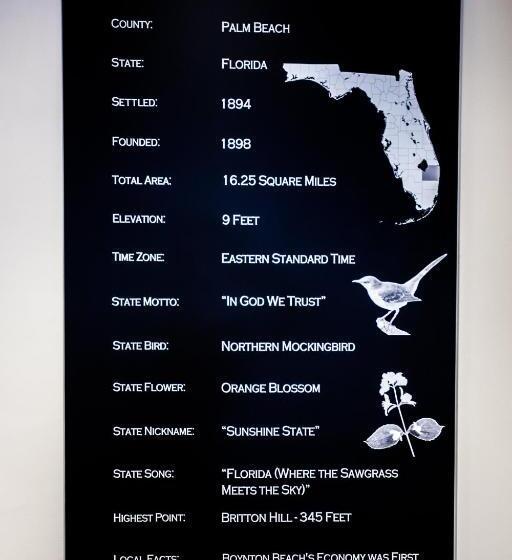 County: Palm Beach
State: Florida
Settled: 1894
Founded: 1898
Total Area: 16.25 Square Miles
Elevation: 9 Feet
Time Zone: Eastern Standard Time
State Motto: "In God We Trust"
State Bird: Northern Mockingbird
State Flower: Orange Blossom
State Nickname: "Sunshine State"
State Song: "Florida (Where the Sawgrass
Meets the Sky)"
Highest Point: Britton Hill - 345 Feet
Local Facts: Boynton Beach's Economy was First